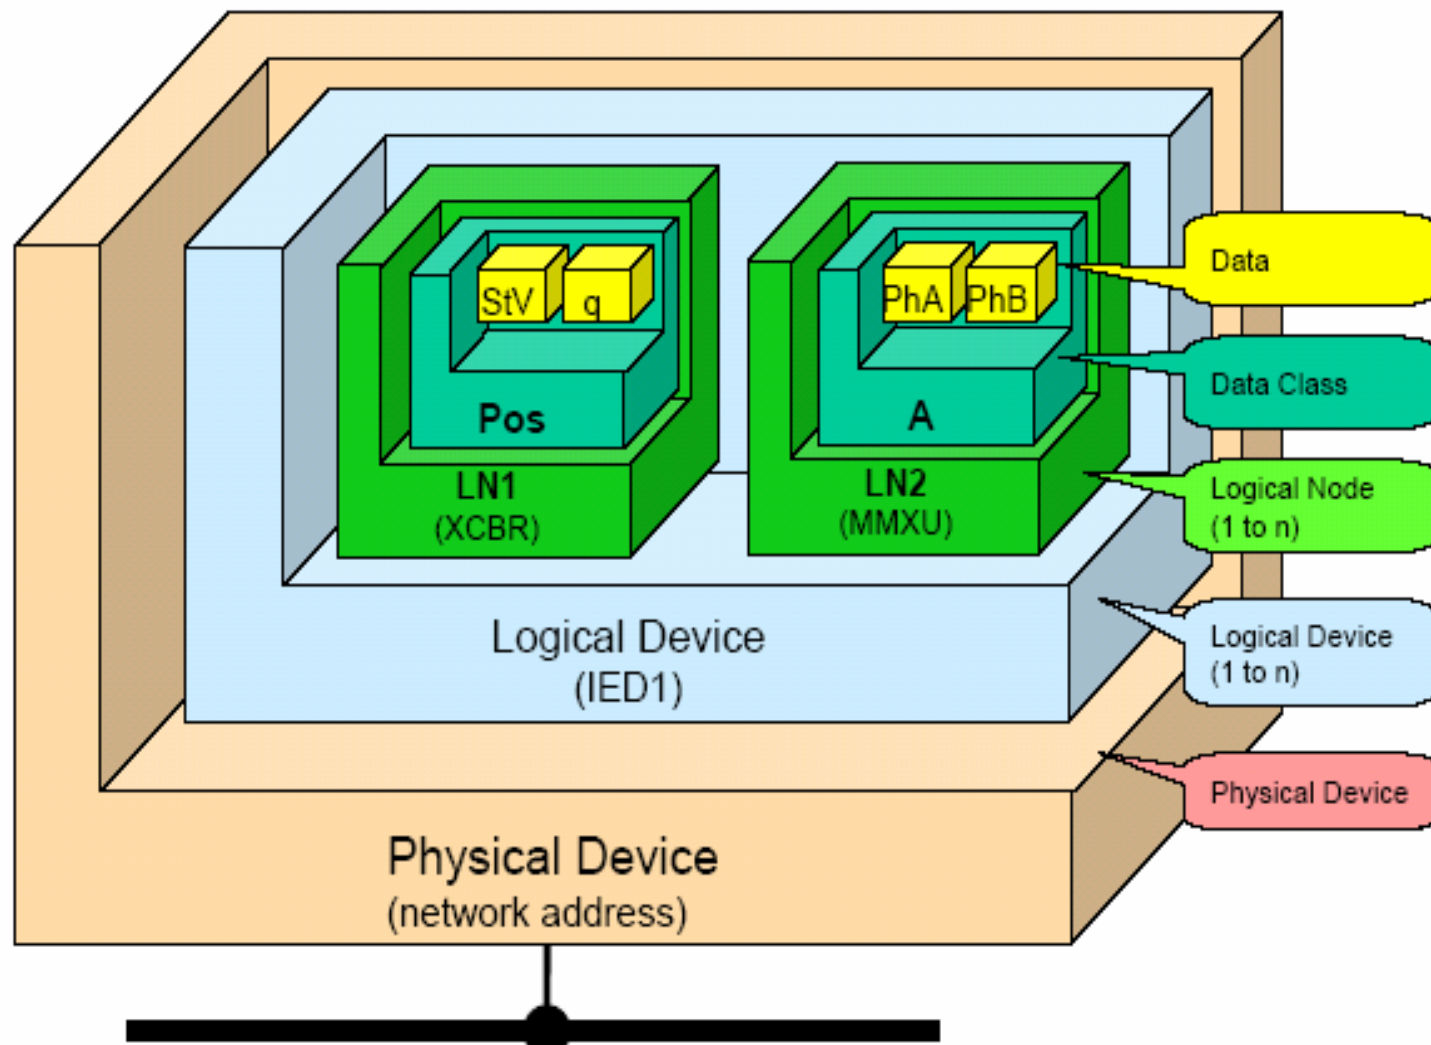 StV
q
PhA
PhB
Data
Data Class
Pos
A
LN1
(XCBR)
LN2
(MMXU)
Logical Node
(1 to n)
Logical Device
(IED1)
Logical Device
(1 to n)
Physical Device
Physical Device
(network address)